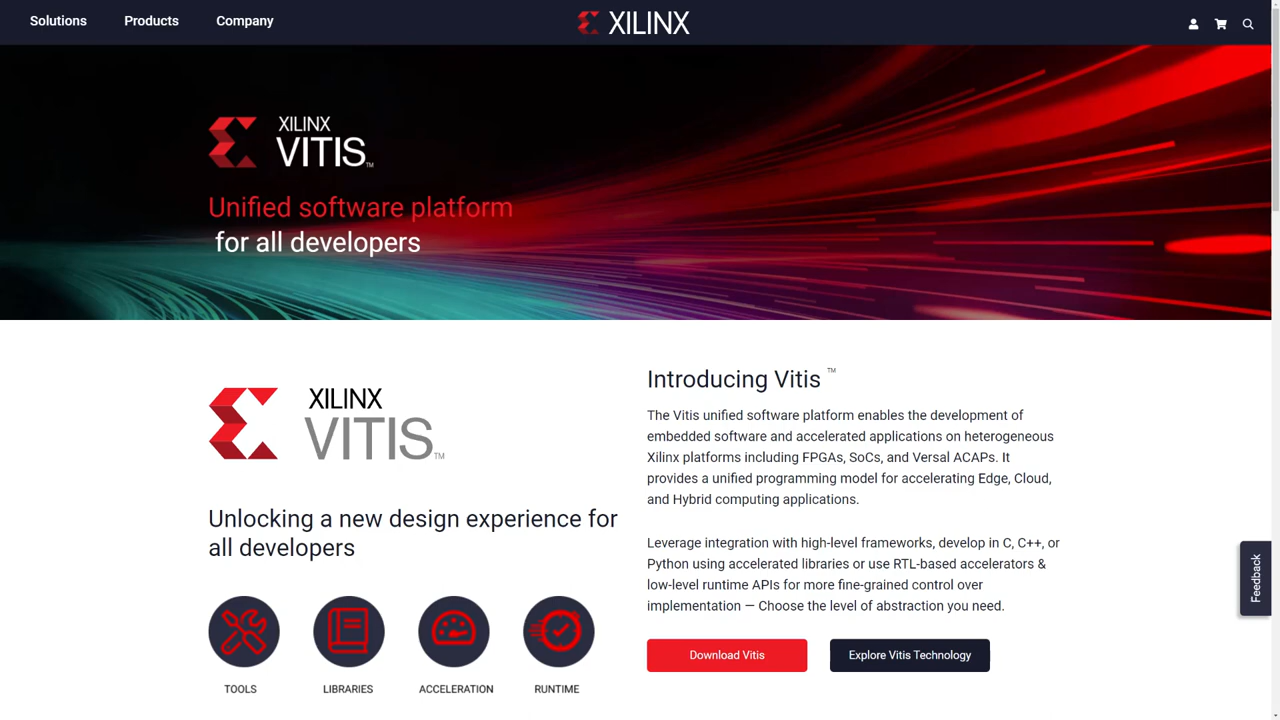 Solutions
Products
Company
XILINX
XILINX
VITIS™
Unified software platform
for all developers
XILINX
VITIS™
Unlocking a new design experience for
all developers
TOOLS
LIBRARIES
ACCELERATION
RUNTIME
Introducing Vitis ™
The Vitis unified software platform enables the development of
embedded software and accelerated applications on heterogeneous
Xilinx platforms including FPGAs, SoCs, and Versal ACAPs. It
provides a unified programming model for accelerating Edge, Cloud,
and Hybrid computing applications.
Leverage integration with high-level frameworks, develop in C, C++, or
Python using accelerated libraries or use RTL-based accelerators &
low-level runtime APIs for more fine-grained control over
implementation — Choose the level of abstraction you need.
Download Vitis
Explore Vitis Technology
Feedback